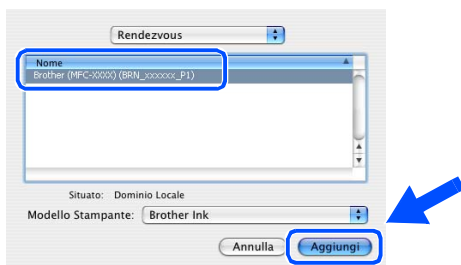 Rendezvous
Nome
Brother (MFC-XXXX) (BRN_xxxxxx_P1)
Situato: Dominio Locale
Modello Stampante: Brother Ink
Annulla Aggiungi